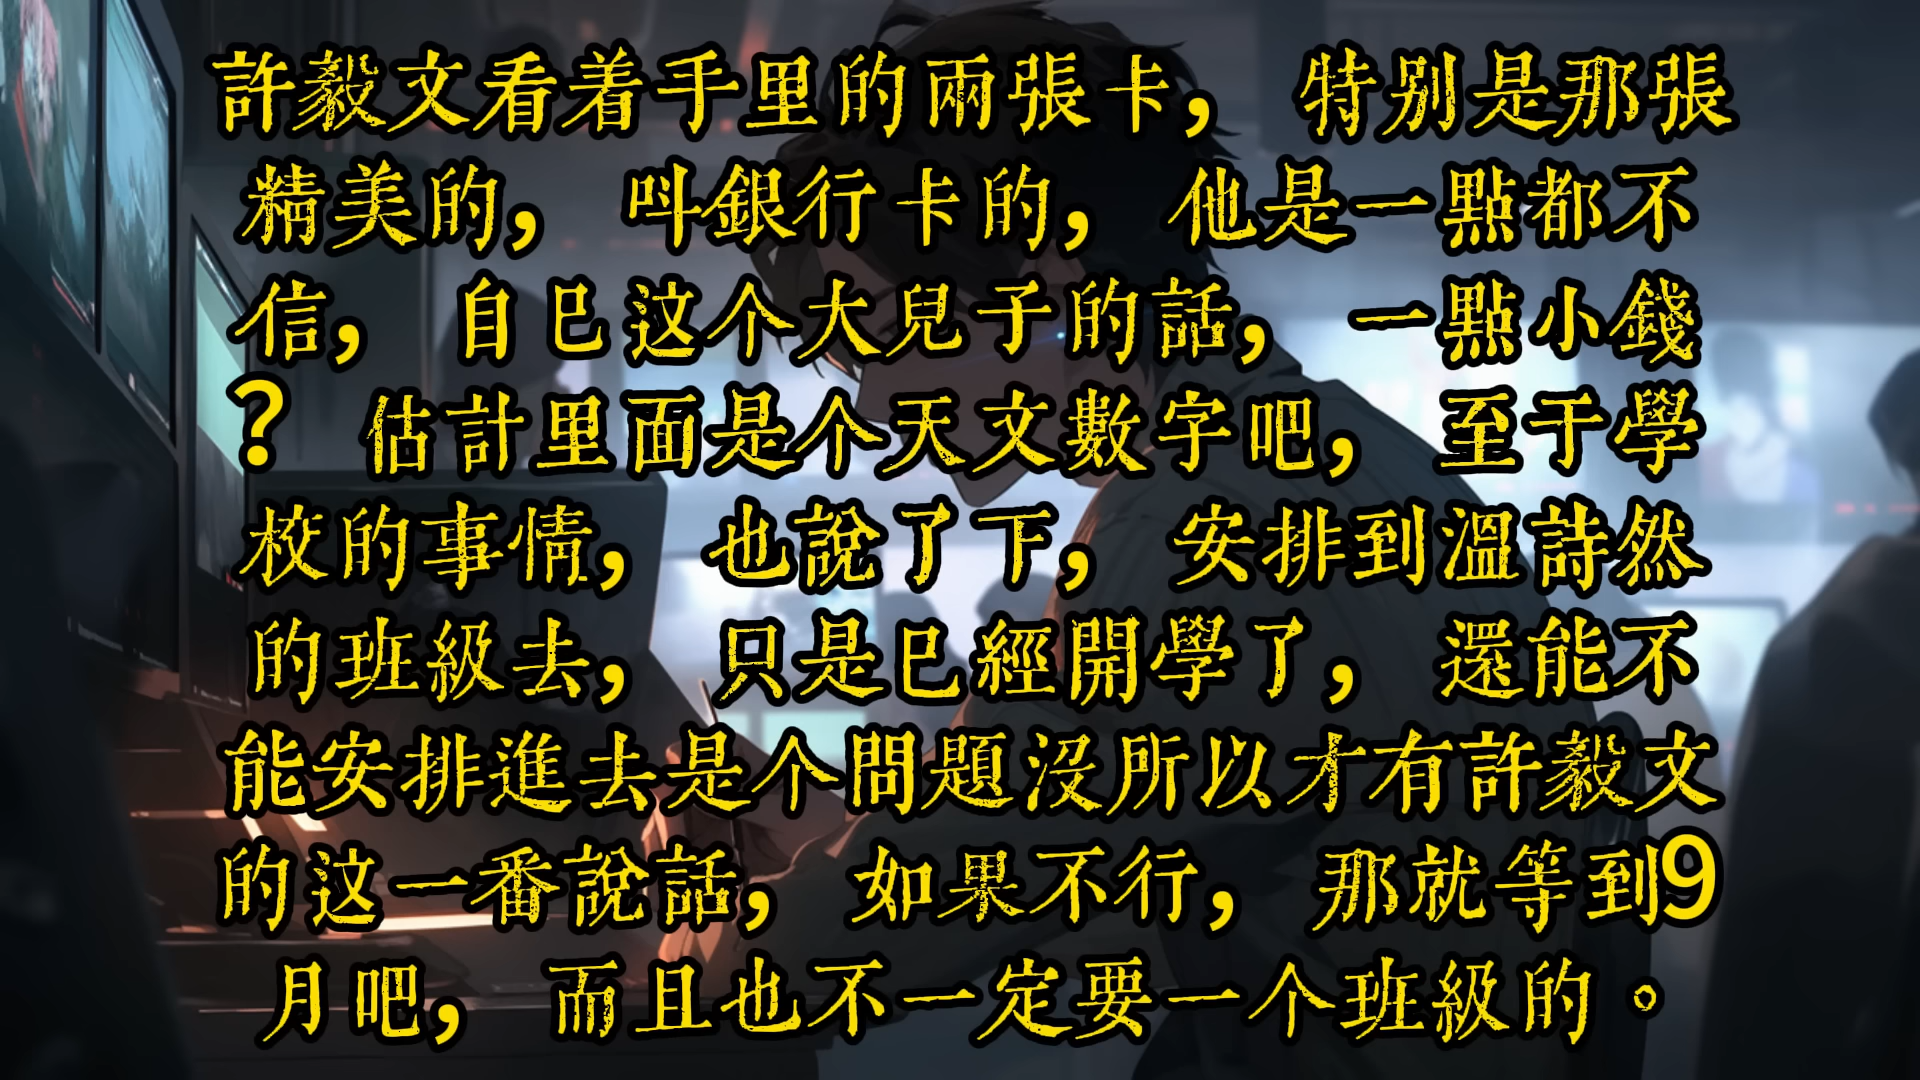 許毅文看着手里的兩張卡， 特别是那張
精美的， 叫銀行卡的， 他是一點都不
信， 自已这个大兒子的話， 一點小錢
？ 估計里面是个天文數字吧， 至于學
校的事情， 也說了下， 安排到溫詩然
的班級去， 只是已經開學了， 還能不
能安排進去是个問題沒所以才有許毅文
的这一番說話， 如果不行， 那就等到9
月吧， 而且也不一定要一个班級的。